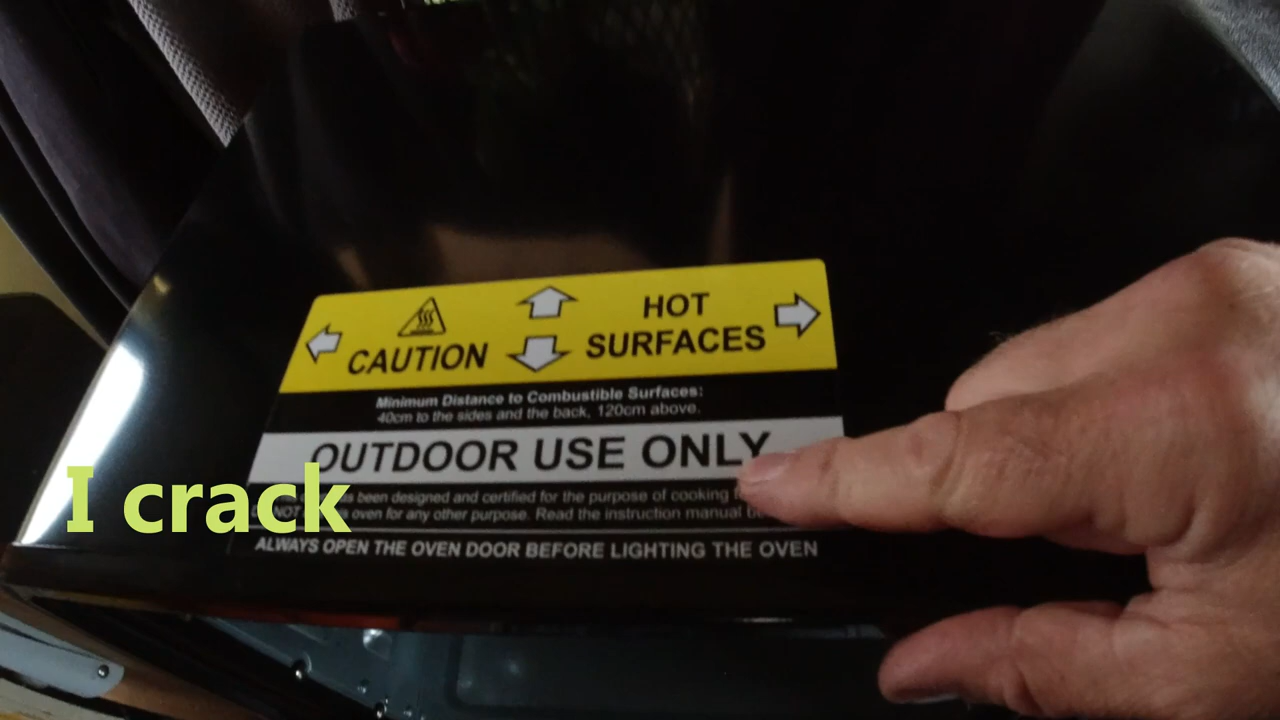 CAUTION
HOT
SURFACES
Minimum Distance to Combustible Surfaces:
40cm to the sides and the back, 120cm above.
OUTDOOR USE ONLY
been designed and certified for the purpose of cooking
NOT oven for any other purpose. Read the instruction manual
ALWAYS OPEN THE OVEN DOOR BEFORE LIGHTING THE OVEN
I crack